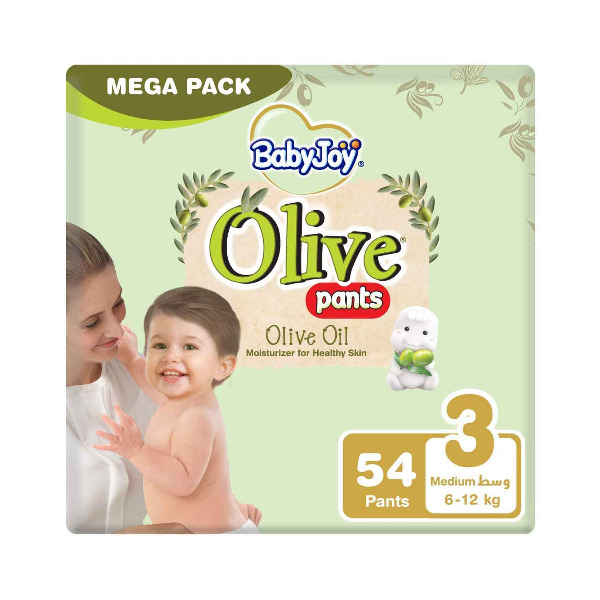 MEGA PACK
BabyJoy®
Olive®
pants
Olive Oil
Moisturizer for Healthy Skin
3
54
Pants
Medium وسط
6-12 kg